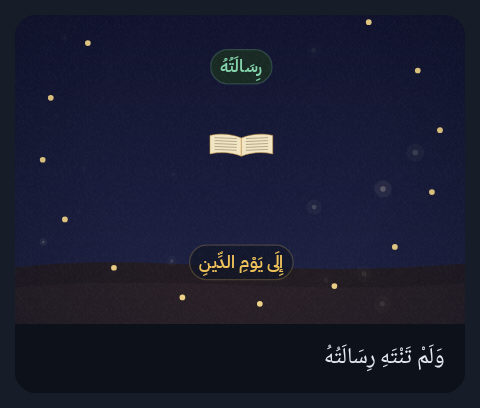 رِسَالَتُهُ
إِلَى يَوْمِ الدِّينِ
وَلَمْ تَنْتَهِ رِسَالَتُهُ